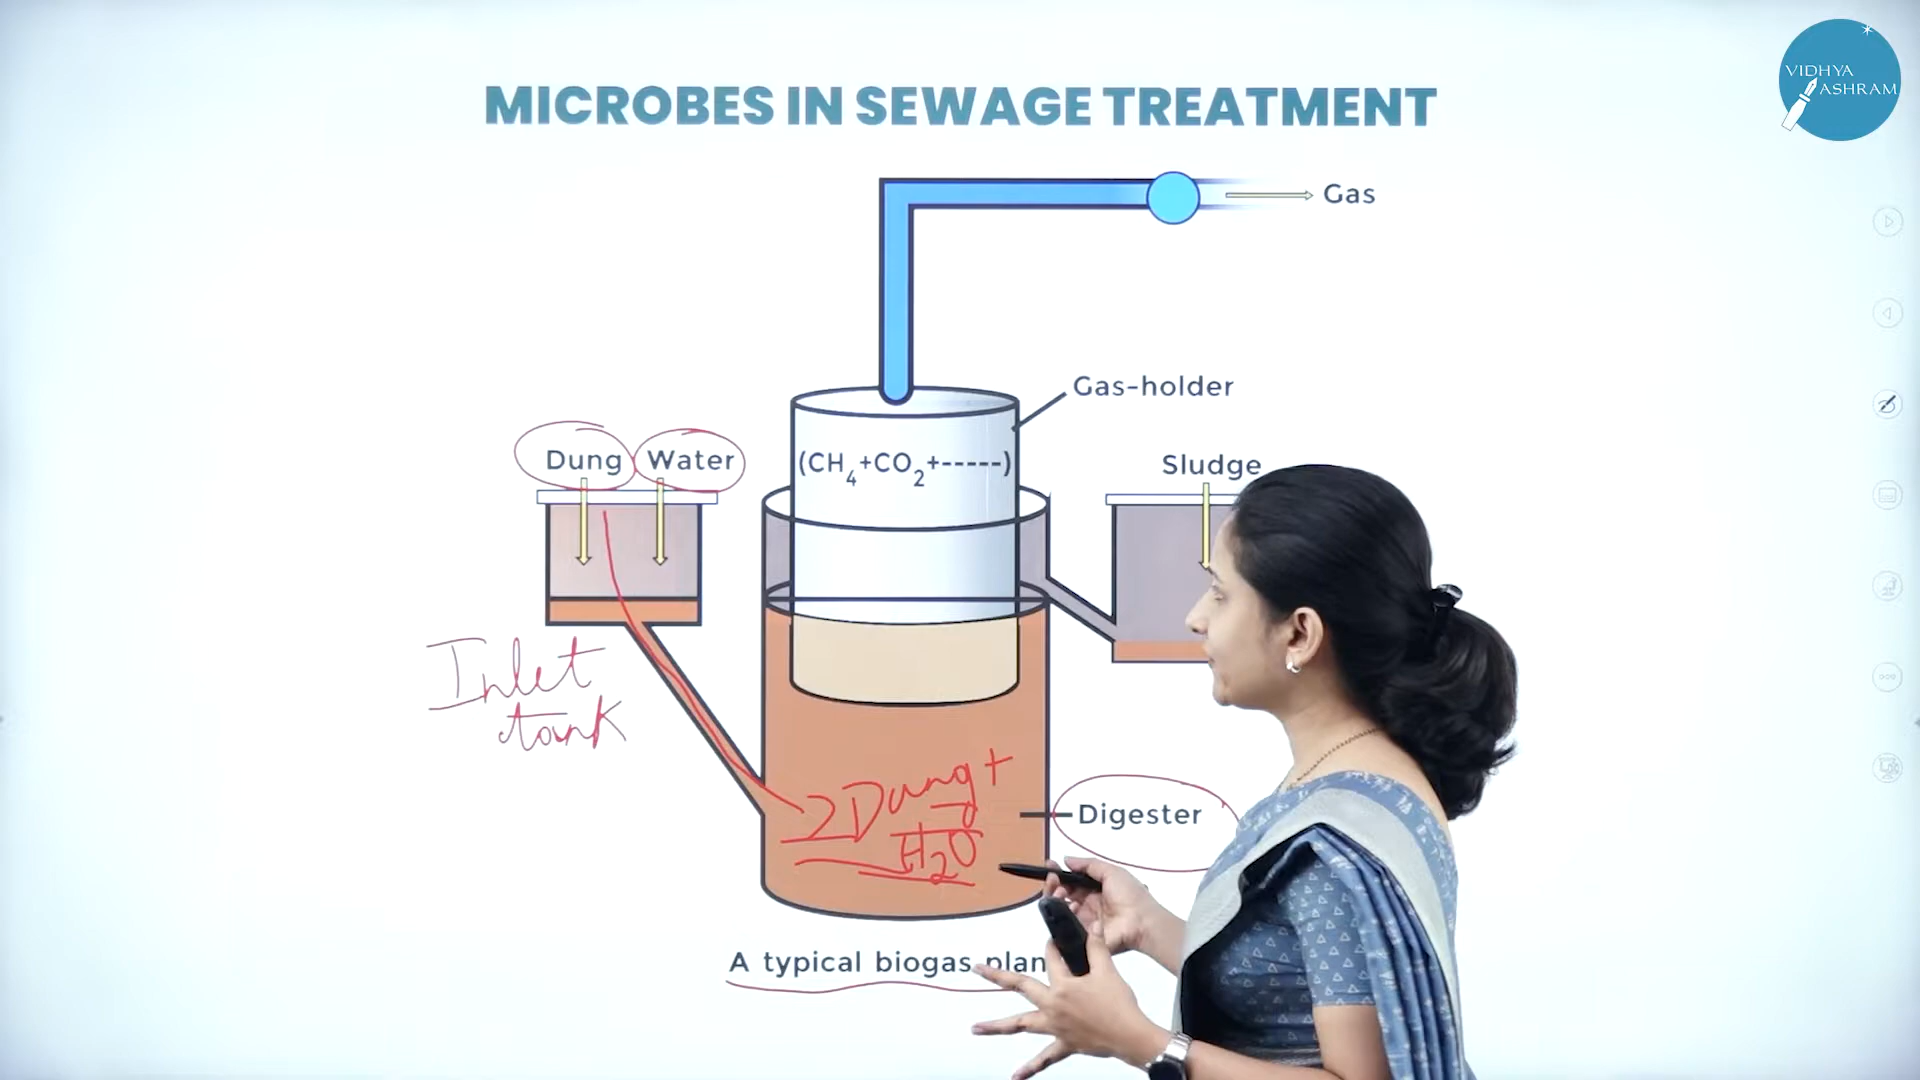 VIDHYA
ASHRAM
MICROBES IN SEWAGE TREATMENT
Gas
Gas-holder
Dung Water
(CH4+CO2+-----)
Sludge
Inlet
tank
Dung +
H2O
Digester
A typical biogas plan